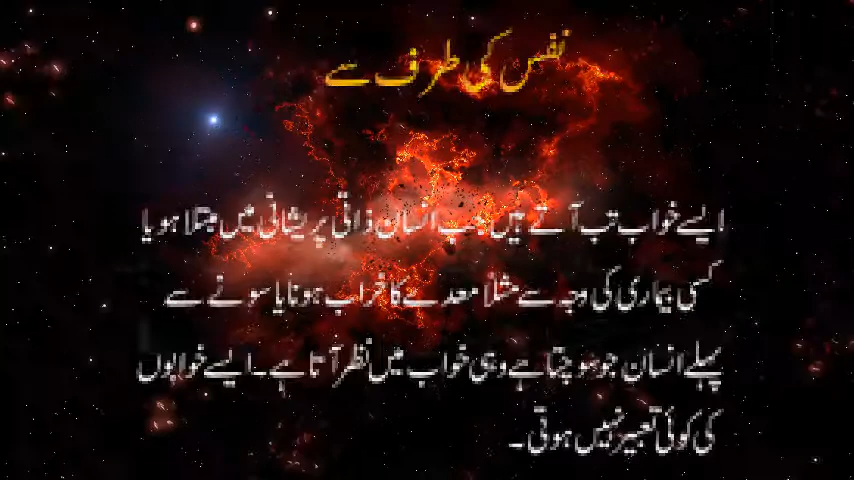 نفس کی طرف سے
ایسے خواب تب آتے ہیں جب انسان ذاتی پریشانی میں مبتلا ہو یا
کسی بیماری کی وجہ سے مثلاً معدے کا خراب ہونا یا سونے سے
پہلے انسان جو سوچتا ہے وہی خواب میں نظر آتا ہے۔ ایسے خوابوں
کی کوئی تعبیر نہیں ہوتی۔